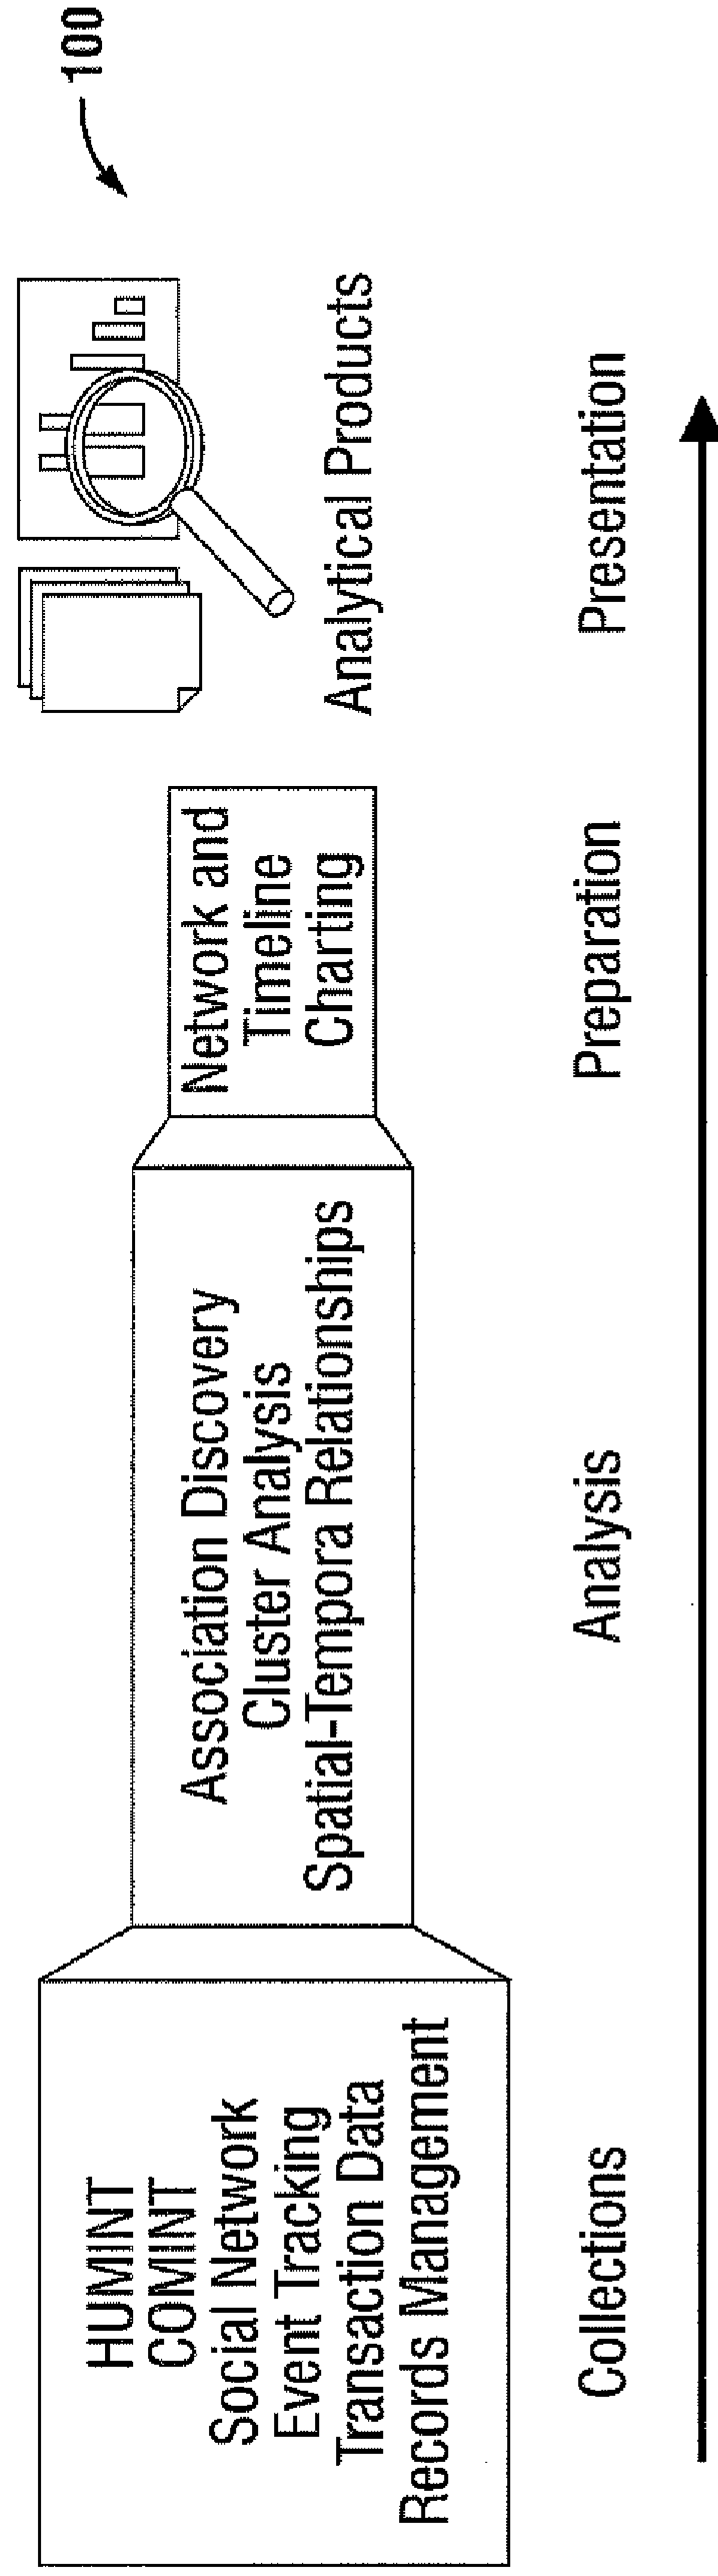 100
HUMINT
COMINT
Social Network
Event Tracking
Transaction Data
Records Management
Association Discovery
Cluster Analysis
Spatial-Tempora Relationships
Network and
Timeline
Charting
Analytical Products
Collections
Analysis
Preparation
Presentation